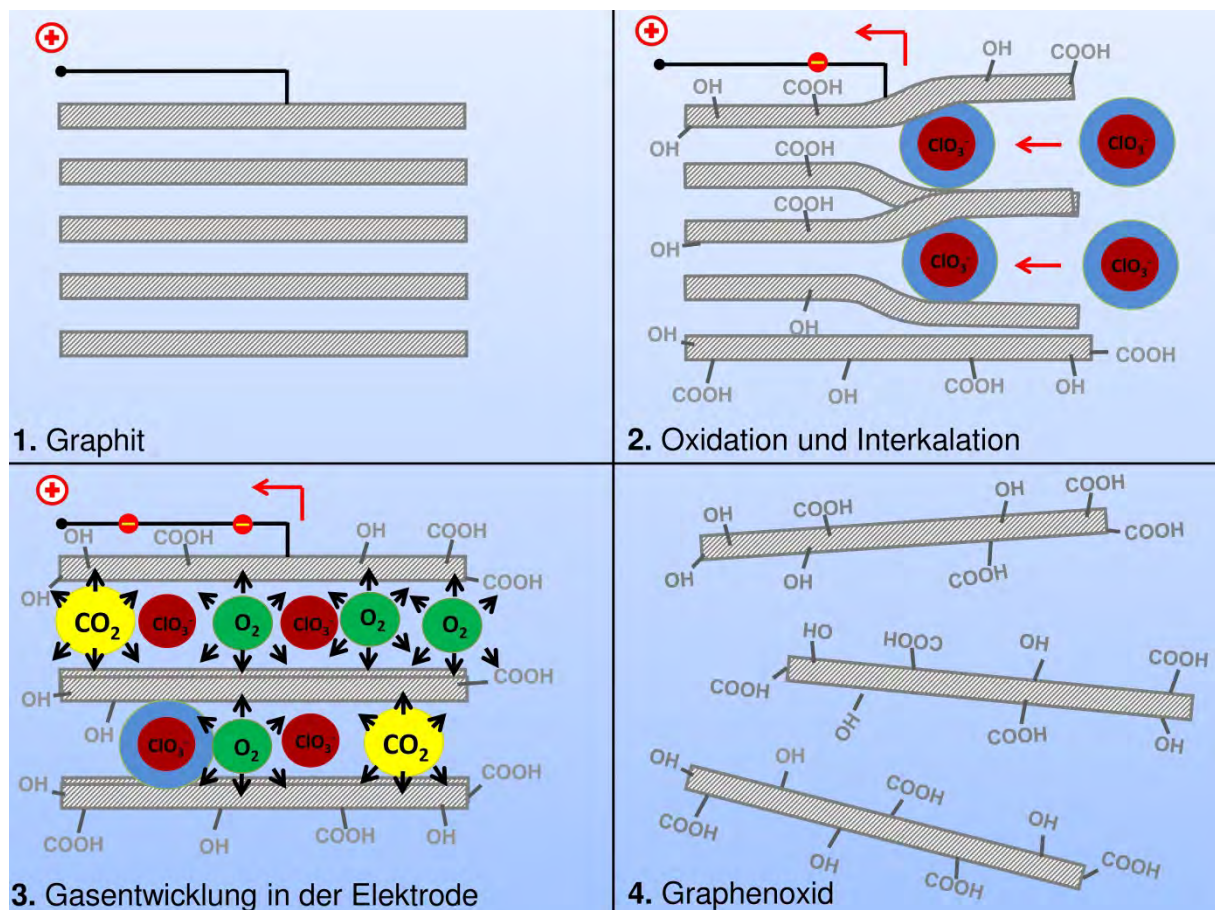 +
1. Graphit
+
−
OH
COOH
OH
COOH
OH
COOH
ClO₃⁻
ClO₃⁻
COOH
OH
ClO₃⁻
ClO₃⁻
OH
COOH
COOH
OH
COOH
OH
2. Oxidation und Interkalation
+
−
−
OH
COOH
OH
COOH
OH
COOH
CO₂
ClO₃⁻
O₂
ClO₃⁻
O₂
O₂
OH
COOH
OH
ClO₃⁻
O₂
ClO₃⁻
CO₂
COOH
COOH
OH
COOH
OH
3. Gasentwicklung in der Elektrode
OH
COOH
OH
COOH
COOH
OH
OH
COOH
OH
COOH
OH
COOH
COOH
OH
COOH
OH
OH
OH
COOH
OH
COOH
COOH
OH
COOH
4. Graphenoxid